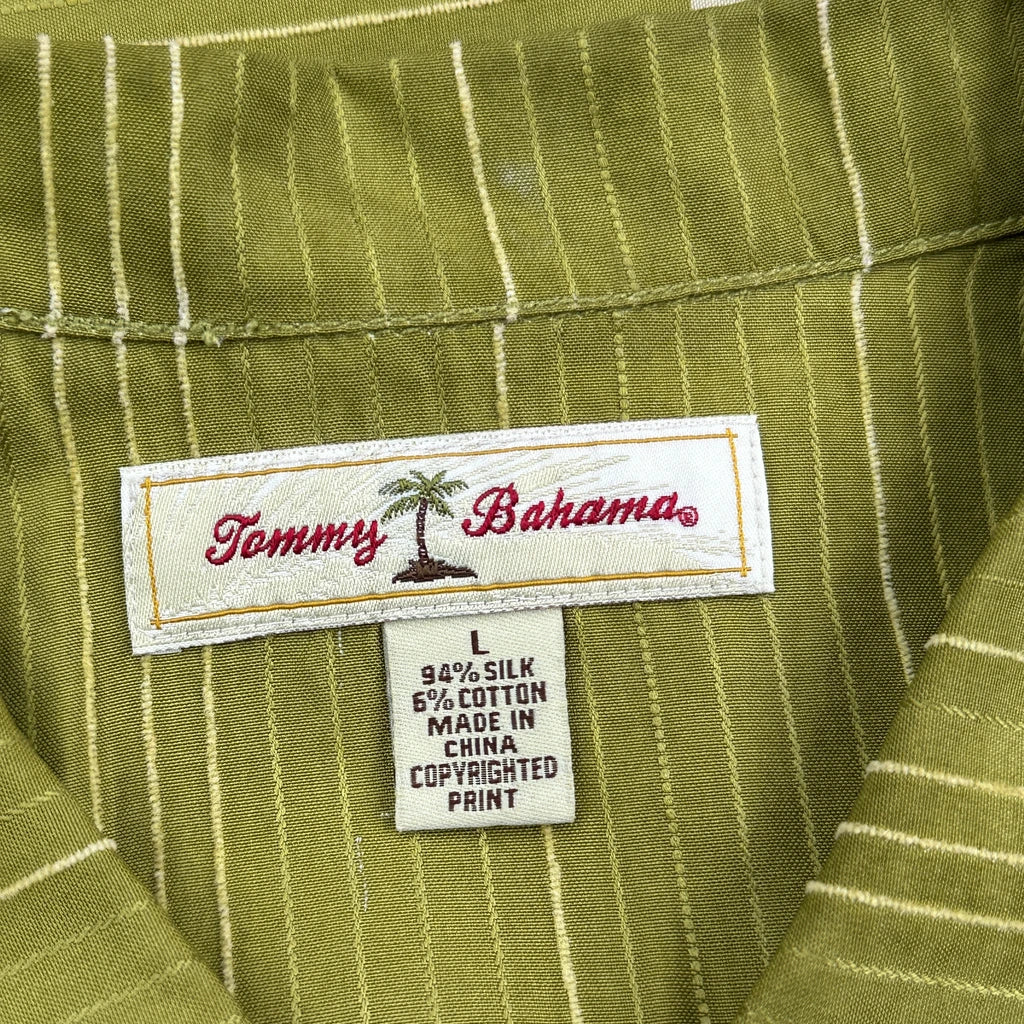 Tommy Bahama®
L
94% SILK
6% COTTON
MADE IN
CHINA
COPYRIGHTED
PRINT